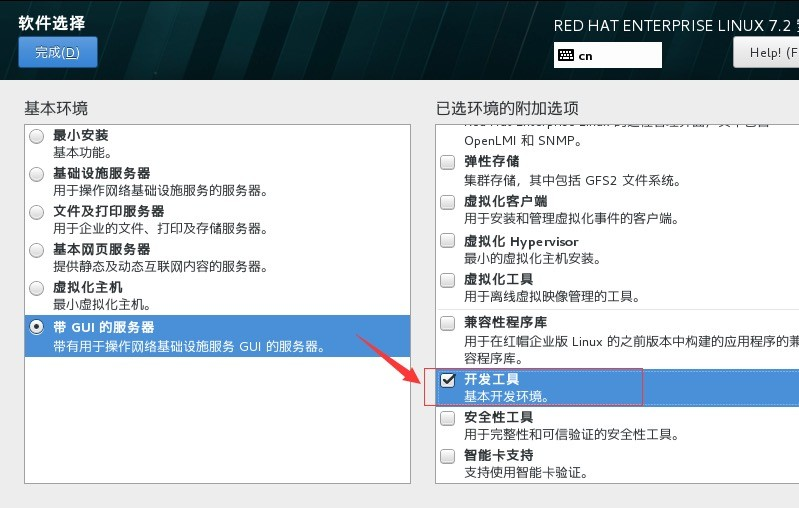 软件选择
完成(D)
RED HAT ENTERPRISE LINUX 7.2
cn
Help! (F
基本环境
最小安装
基本功能。
基础设施服务器
用于操作网络基础设施服务的服务器。
文件及打印服务器
用于企业的文件、打印及存储服务器。
基本网页服务器
提供静态及动态互联网内容的服务器。
虚拟化主机
最小虚拟化主机。
带 GUI 的服务器
带有用于操作网络基础设施服务 GUI 的服务器。
已选环境的附加选项
OpenLMI 和 SNMP。
弹性存储
集群存储，其中包括 GFS2 文件系统。
虚拟化客户端
用于安装和管理虚拟化事件的客户端。
虚拟化 Hypervisor
最小的虚拟化主机安装。
虚拟化工具
用于离线虚拟映像管理的工具。
兼容性程序库
用于在红帽企业版 Linux 的之前版本中构建的应用程序的兼
容程序库。
开发工具
基本开发环境。
安全性工具
用于完整性和可信验证的安全性工具。
智能卡支持
支持使用智能卡验证。